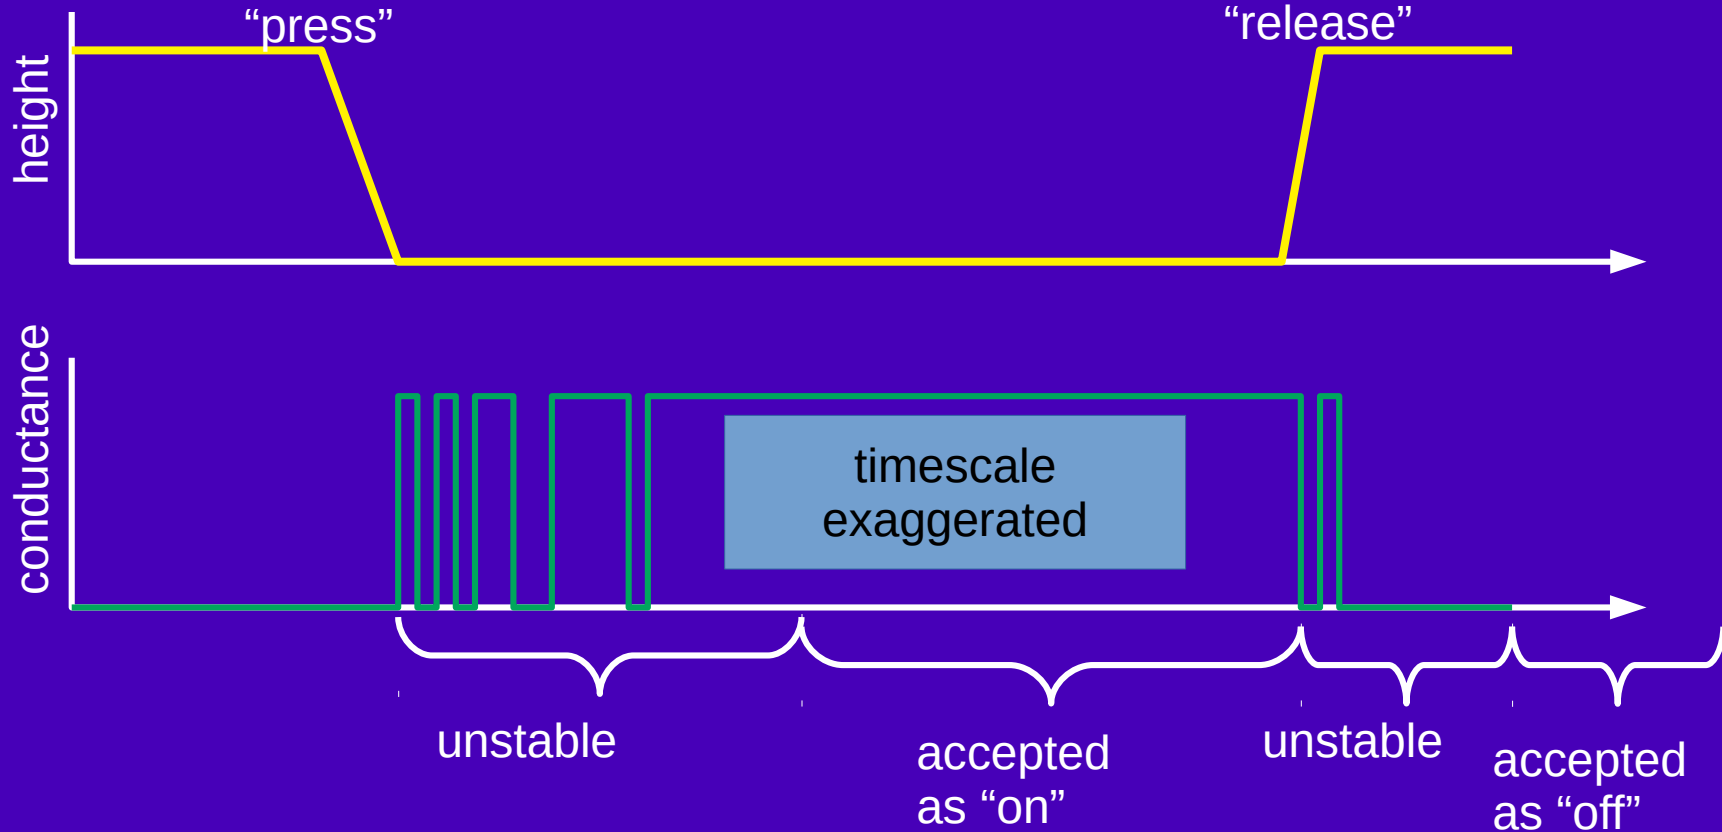 “press”
“release”
height
conductance
timescale
exaggerated
unstable
accepted
as “on”
unstable
accepted
as “off”